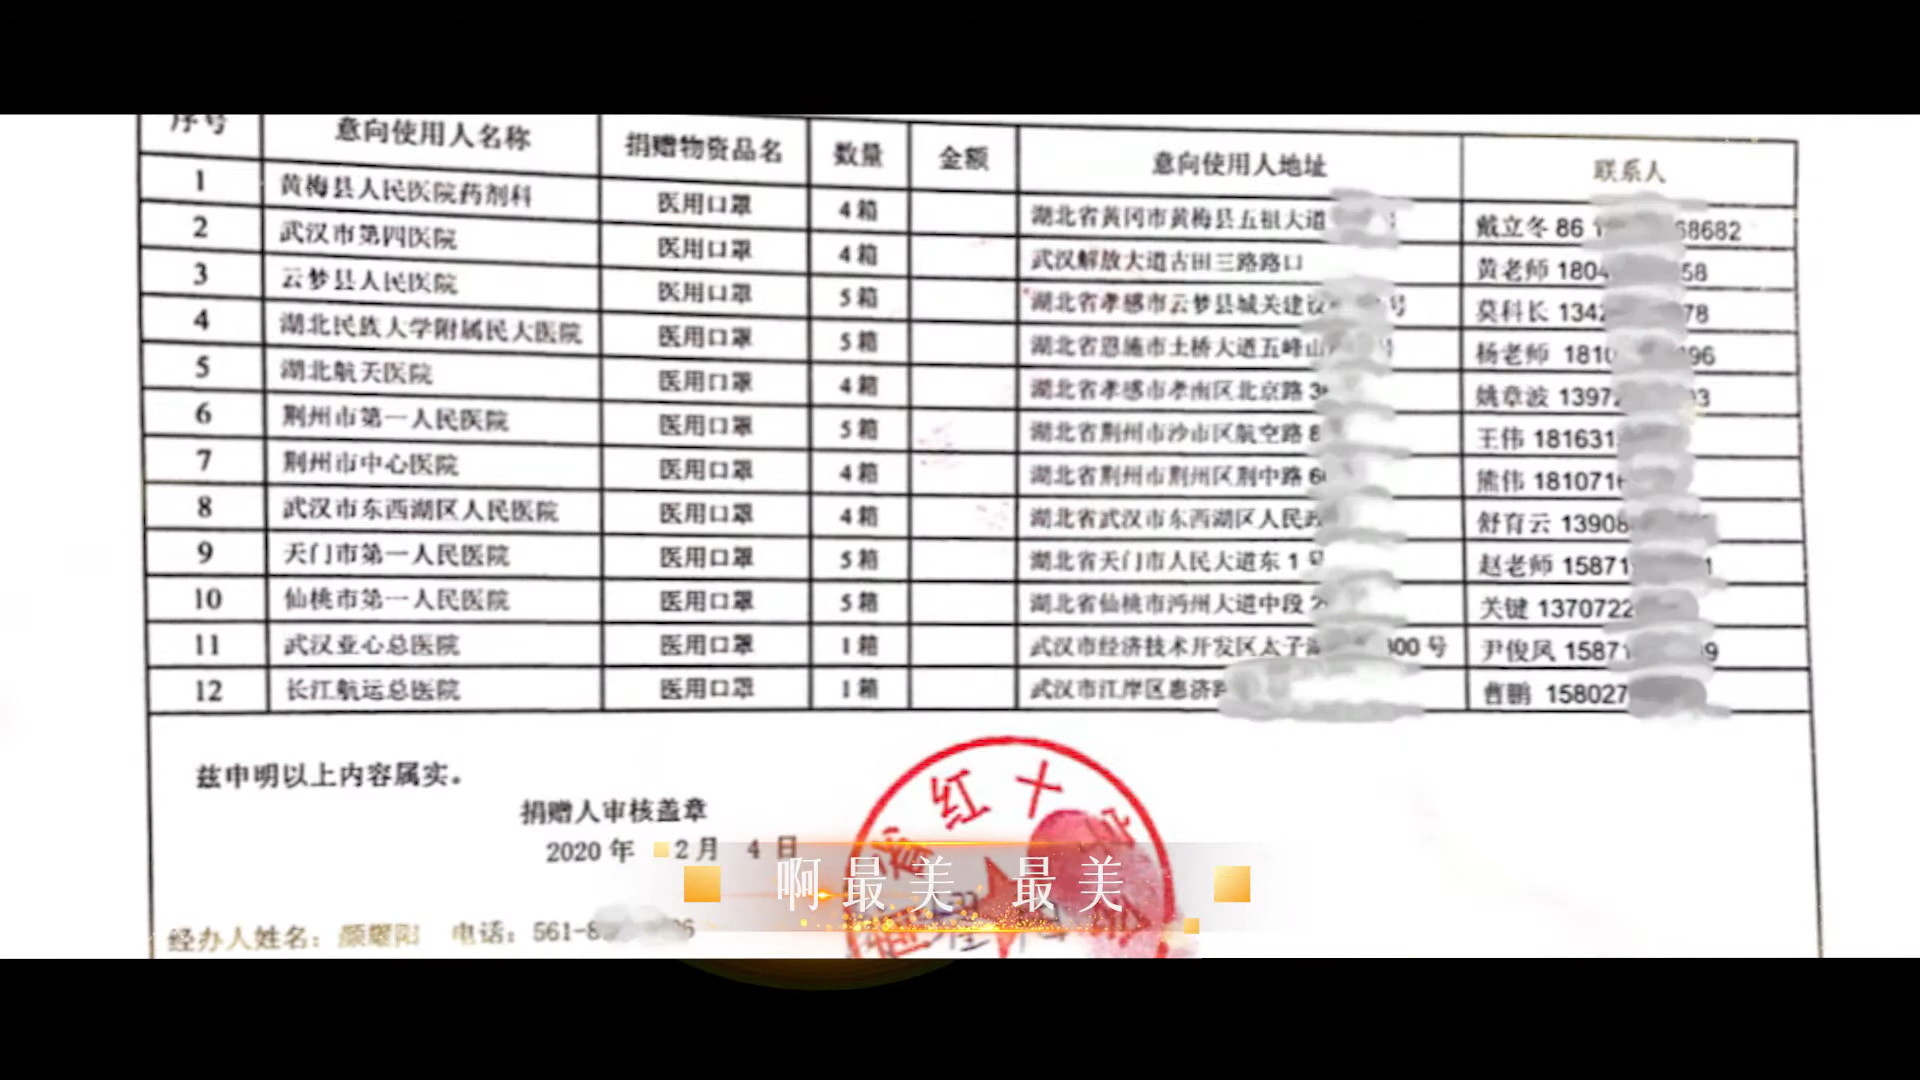 序号 意向使用人名称 捐赠物资品名 数量 金额 意向使用人地址 联系人
1 黄梅县人民医院药剂科 医用口罩 4箱 湖北省黄冈市黄梅县五祖大道 戴立冬 86 1 68682
2 武汉市第四医院 医用口罩 4箱 武汉解放大道古田三路路口 黄老师 1804 58
3 云梦县人民医院 医用口罩 5箱 湖北省孝感市云梦县城关建设 号 莫科长 1342 78
4 湖北民族大学附属民大医院 医用口罩 5箱 湖北省恩施市土桥大道五峰山 号 杨老师 1810 96
5 湖北航天医院 医用口罩 4箱 湖北省孝感市孝南区北京路 3 姚章波 1397 3
6 荆州市第一人民医院 医用口罩 5箱 湖北省荆州市沙市区航空路 8 王伟 181631
7 荆州市中心医院 医用口罩 4箱 湖北省荆州市荆州区荆中路 6 熊伟 181071
8 武汉市东西湖区人民医院 医用口罩 4箱 湖北省武汉市东西湖区人民政 舒育云 13908
9 天门市第一人民医院 医用口罩 5箱 湖北省天门市人民大道东 1 号 赵老师 15871 1
10 仙桃市第一人民医院 医用口罩 5箱 湖北省仙桃市沔州大道中段 2 关键 1370722
11 武汉亚心总医院 医用口罩 1箱 武汉市经济技术开发区太子湖 300 号 尹俊凤 15871 9
12 长江航运总医院 医用口罩 1箱 武汉市江岸区惠济路 曹鹏 158027
兹申明以上内容属实。
捐赠人审核盖章
2020 年 2 月 4 日
省红十
啊最美 最美
经办人姓名：颜耀阳 电话：561-8 6